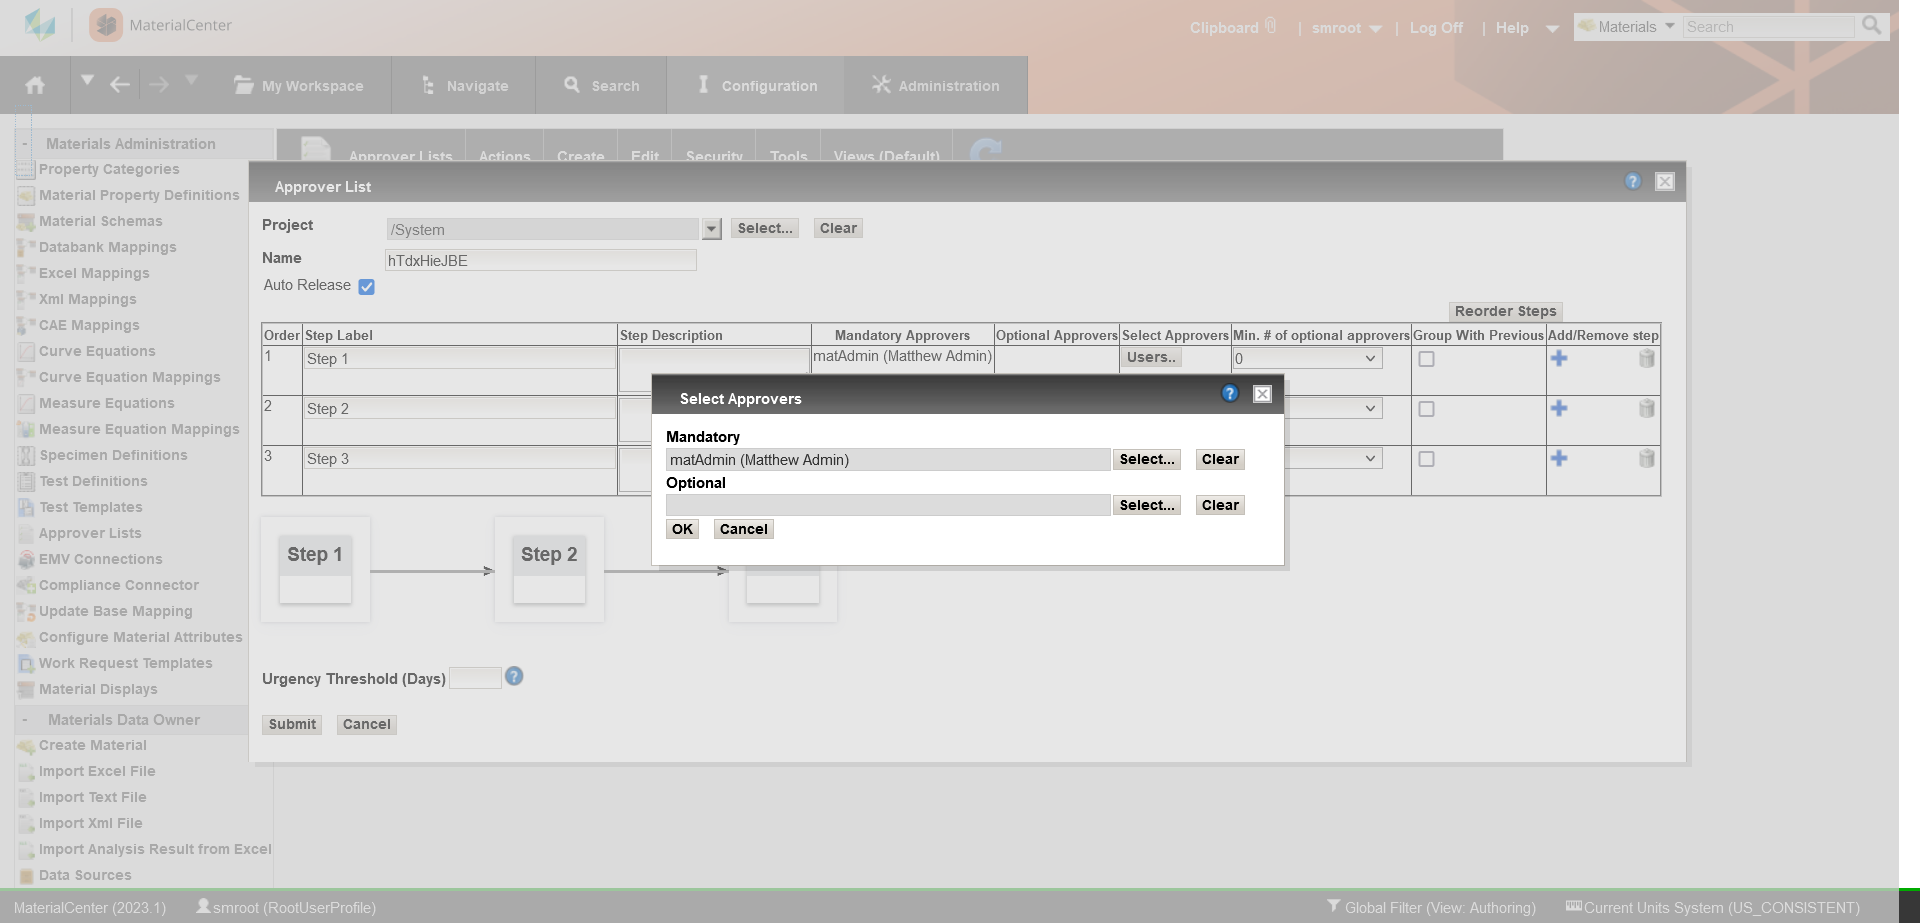 MaterialCenter
Clipboard | smroot | Log Off | Help Materials Search
My Workspace Navigate Search Configuration Administration
- Materials Administration
Approver Lists Actions Create Edit Security Tools Views (Default)
Property Categories
Material Property Definitions
Material Schemas
Databank Mappings
Excel Mappings
Xml Mappings
CAE Mappings
Curve Equations
Curve Equation Mappings
Measure Equations
Measure Equation Mappings
Specimen Definitions
Test Definitions
Test Templates
Approver Lists
EMV Connections
Compliance Connector
Update Base Mapping
Configure Material Attributes
Work Request Templates
Material Displays
- Materials Data Owner
Create Material
Import Excel File
Import Text File
Import Xml File
Import Analysis Result from Excel
Data Sources
Approver List ?
Project /System Select... Clear
Name hTdxHieJBE
Auto Release
Reorder Steps
Order Step Label Step Description Mandatory Approvers Optional Approvers Select Approvers Min. # of optional approvers Group With Previous Add/Remove step
1 Step 1 matAdmin (Matthew Admin) Users.. 0
2 Step 2
3 Step 3
Select Approvers ?
Mandatory
matAdmin (Matthew Admin) Select... Clear
Optional
Select... Clear
OK Cancel
Step 1 Step 2
Urgency Threshold (Days) ?
Submit Cancel
MaterialCenter (2023.1) smroot (RootUserProfile) Global Filter (View: Authoring) Current Units System (US_CONSISTENT)